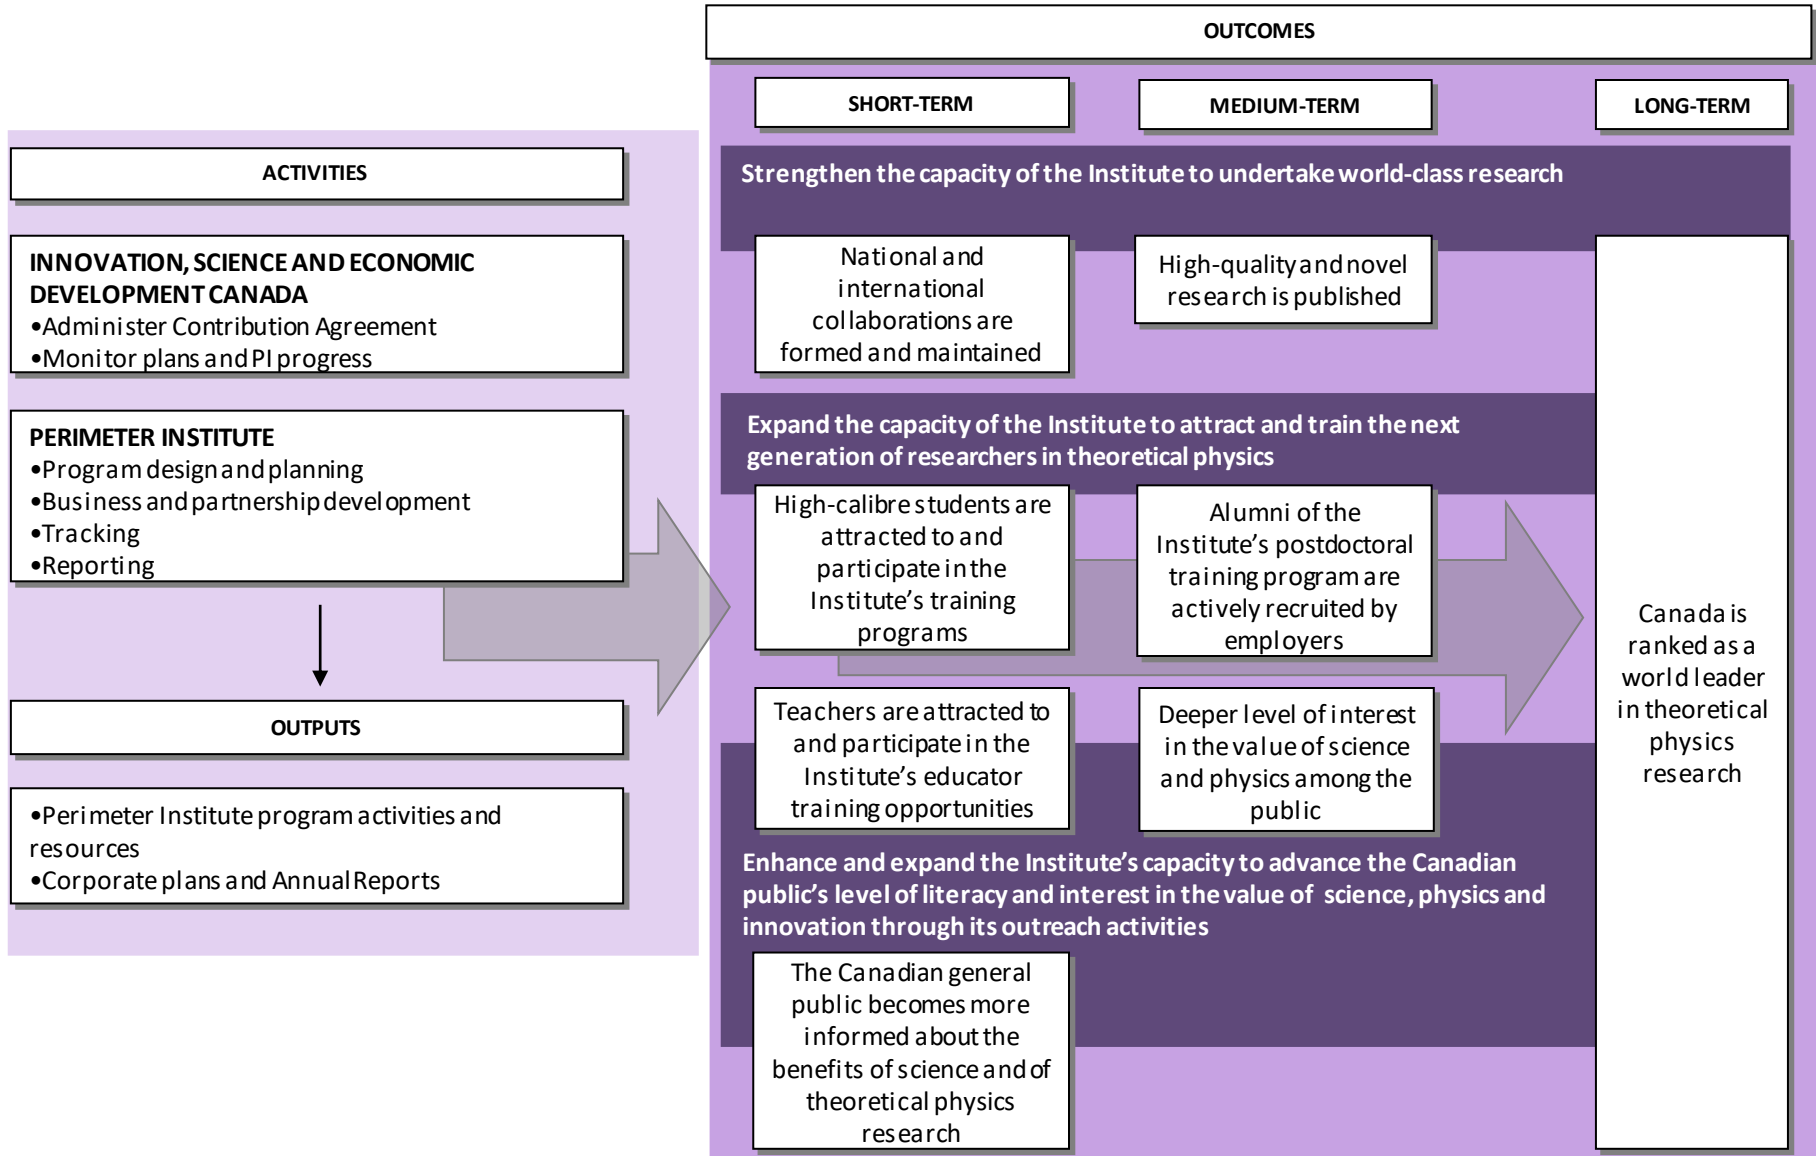 OUTCOMES
SHORT-TERM
MEDIUM-TERM
LONG-TERM
ACTIVITIES
INNOVATION, SCIENCE AND ECONOMIC
DEVELOPMENT CANADA
•Administer Contribution Agreement
•Monitor plans and PI progress
PERIMETER INSTITUTE
•Program design and planning
•Business and partnership development
•Tracking
•Reporting
OUTPUTS
•Perimeter Institute program activities and
resources
•Corporate plans and Annual Reports
Strengthen the capacity of the Institute to undertake world-class research
National and
international
collaborations are
formed and maintained
High-quality and novel
research is published
Expand the capacity of the Institute to attract and train the next
generation of researchers in theoretical physics
High-calibre students are
attracted to and
participate in the
Institute's training
programs
Alumni of the
Institute's postdoctoral
training program are
actively recruited by
employers
Teachers are attracted to
and participate in the
Institute's educator
training opportunities
Deeper level of interest
in the value of science
and physics among the
public
Enhance and expand the Institute's capacity to advance the Canadian
public's level of literacy and interest in the value of science, physics and
innovation through its outreach activities
The Canadian general
public becomes more
informed about the
benefits of science and of
theoretical physics
research
Canada is
ranked as a
world leader
in theoretical
physics
research